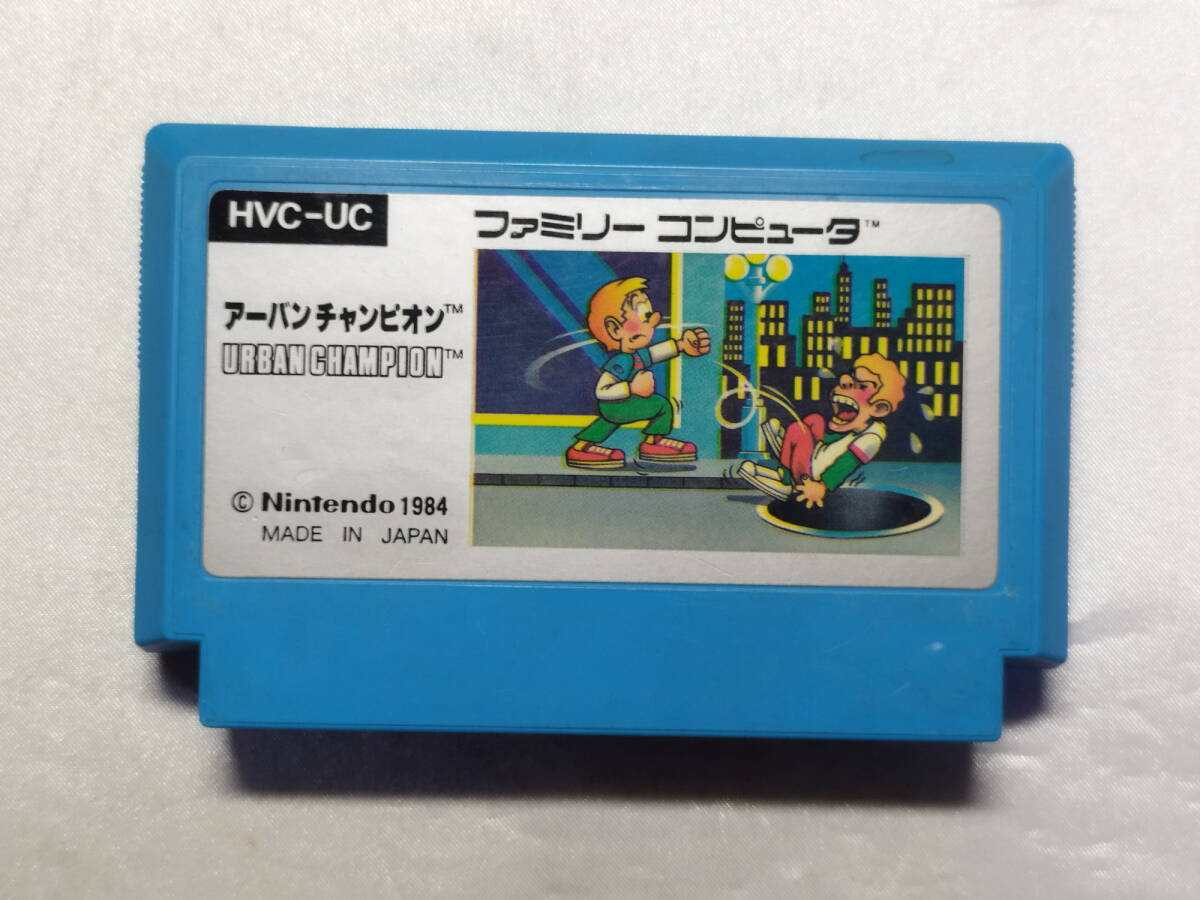 HVC-UC
ファミリー コンピュータ™
アーバンチャンピオン™
URBAN CHAMPION™
© Nintendo 1984
MADE IN JAPAN